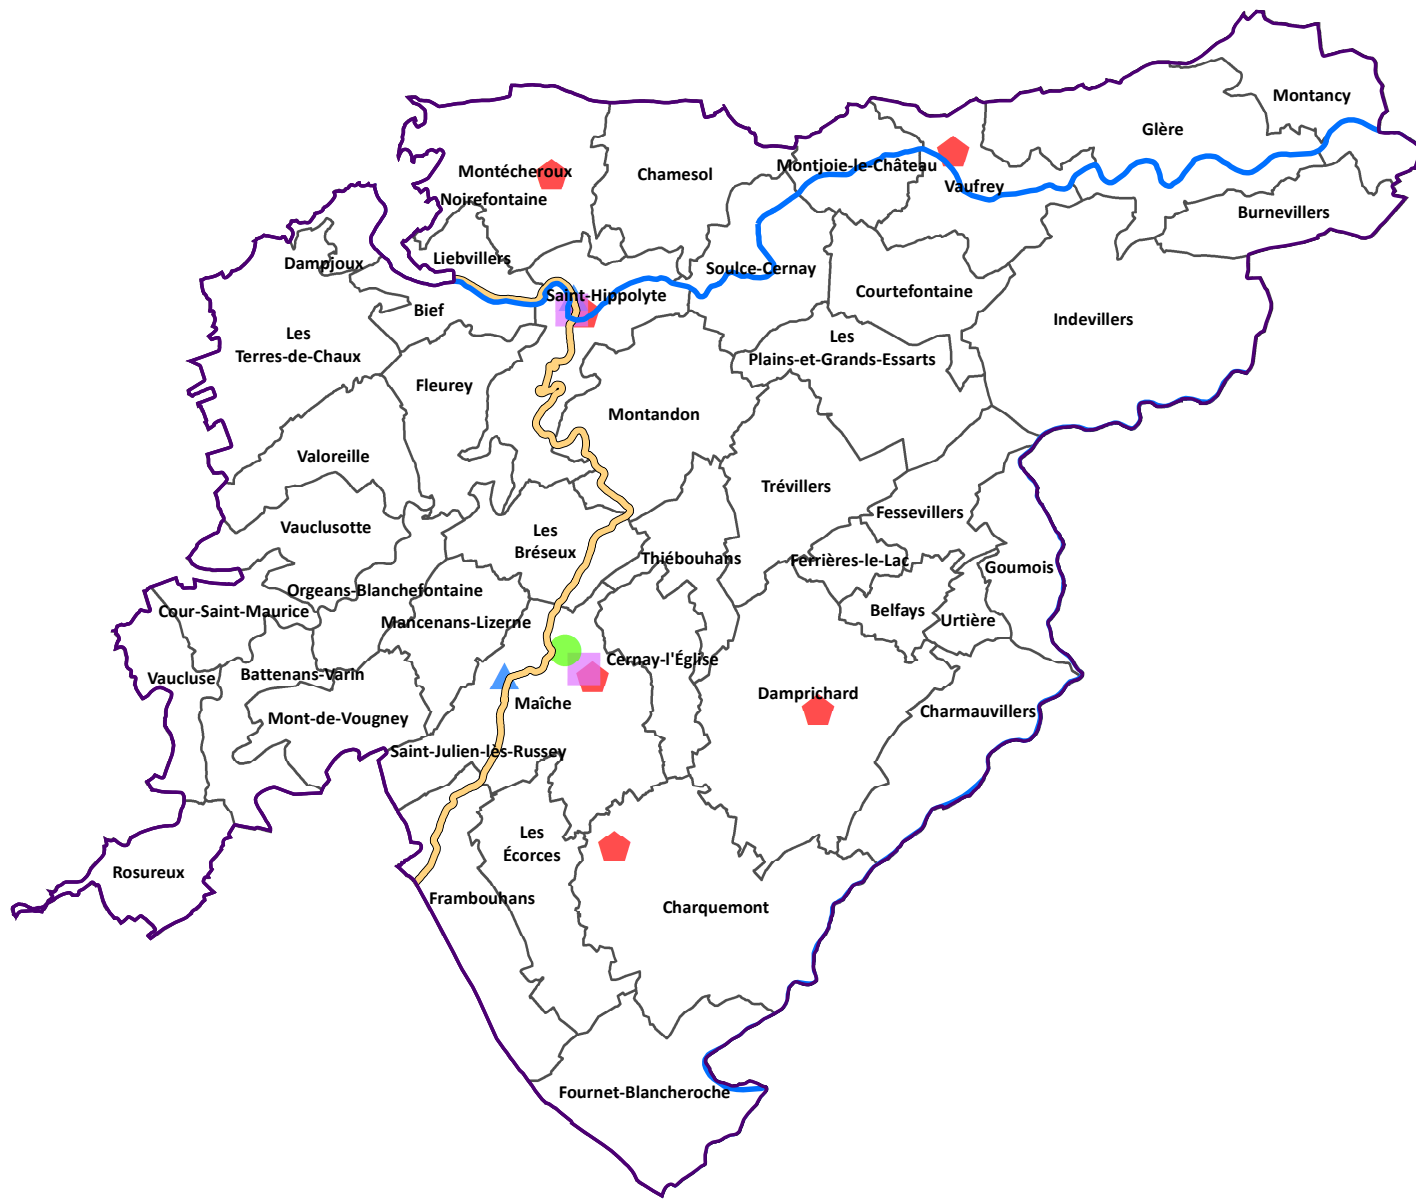 Montancy
Glère
Montécheroux
Chamesol
Montjoie-le-Château
Vaufrey
Noirefontaine
Burnevillers
Dampjoux
Liebvillers
Soulce-Cernay
Saint-Hippolyte
Courtefontaine
Bief
Indevillers
Les
Terres-de-Chaux
Les
Plains-et-Grands-Essarts
Fleurey
Montandon
Valoreille
Trévillers
Vauclusotte
Fessevillers
Les
Bréseux
Thiébouhans
Ferrières-le-Lac
Goumois
Orgeans-Blanchefontaine
Cour-Saint-Maurice
Mancenans-Lizerne
Belfays
Urtière
Vaucluse
Battenans-Varin
Cernay-l'Église
Damprichard
Maîche
Mont-de-Vougney
Charmauvillers
Saint-Julien-lès-Russey
Les
Écorces
Rosureux
Frambouhans
Charquemont
Fournet-Blancheroche